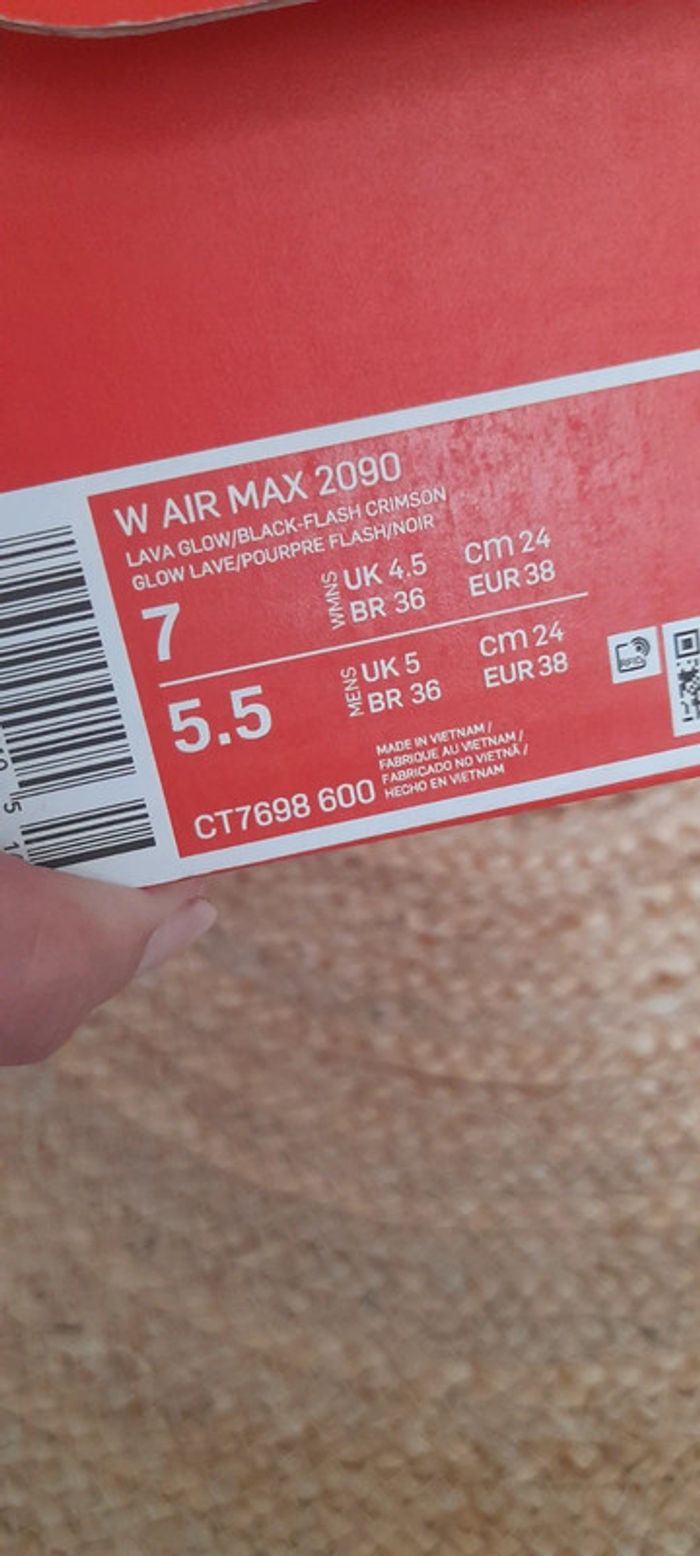 W AIR MAX 2090
LAVA GLOW/BLACK-FLASH CRIMSON
GLOW LAVE/POURPRE FLASH/NOIR
7
WMNS
UK 4.5 cm 24
BR 36 EUR 38
5.5
MENS
UK 5 cm 24
BR 36 EUR 38
MADE IN VIETNAM /
FABRIQUE AU VIETNAM /
FABRICADO NO VIETNÃ /
HECHO EN VIETNAM
CT7698 600
RFID